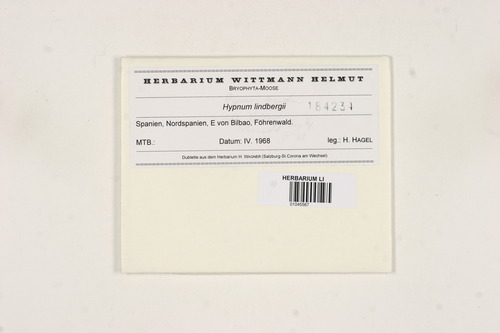 HERBARIUM WITTMANN HELMUT
BRYOPHYTA-MOOSE
Hypnum lindbergii 184234
Spanien, Nordspanien, E von Bilbao, Föhrenwald.
MTB.: Datum: IV. 1968 leg.: H. HAGEL
Dublette aus dem Herbarium H. WAGNER (Salzburg-St.Corona am Wechsel)
HERBARIUM LI
01045567